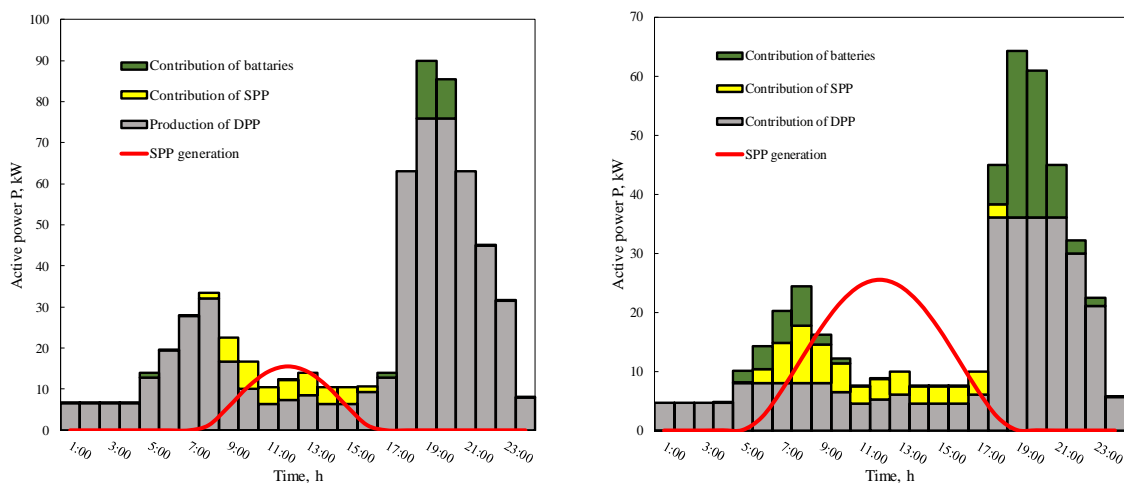 100
90
80
70
60
50
40
30
20
10
0
Active power P, kW
Contribution of battaries
Contribution of SPP
Production of DPP
SPP generation
1:00 3:00 5:00 7:00 9:00 11:00 13:00 15:00 17:00 19:00 21:00 23:00
Time, h
70
60
50
40
30
20
10
0
Active power P, kW
Contribution of batteries
Contribution of SPP
Contribution of DPP
SPP generation
1:00 3:00 5:00 7:00 9:00 11:00 13:00 15:00 17:00 19:00 21:00 23:00
Time, h